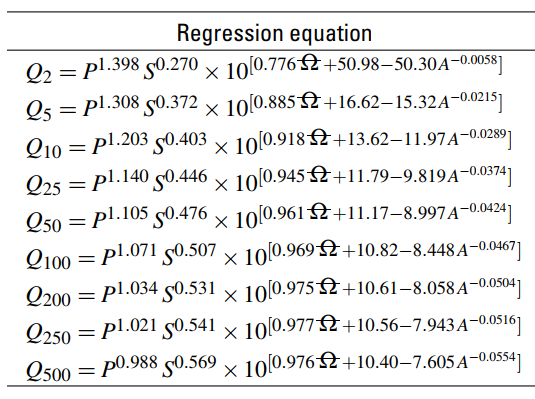 Regression equation
Q₂ = P^1.398 S^0.270 × 10^[0.776 Ω +50.98−50.30A^−0.0058]
Q₅ = P^1.308 S^0.372 × 10^[0.885 Ω +16.62−15.32A^−0.0215]
Q₁₀ = P^1.203 S^0.403 × 10^[0.918 Ω +13.62−11.97A^−0.0289]
Q₂₅ = P^1.140 S^0.446 × 10^[0.945 Ω +11.79−9.819A^−0.0374]
Q₅₀ = P^1.105 S^0.476 × 10^[0.961 Ω +11.17−8.997A^−0.0424]
Q₁₀₀ = P^1.071 S^0.507 × 10^[0.969 Ω +10.82−8.448A^−0.0467]
Q₂₀₀ = P^1.034 S^0.531 × 10^[0.975 Ω +10.61−8.058A^−0.0504]
Q₂₅₀ = P^1.021 S^0.541 × 10^[0.977 Ω +10.56−7.943A^−0.0516]
Q₅₀₀ = P^0.988 S^0.569 × 10^[0.976 Ω +10.40−7.605A^−0.0554]